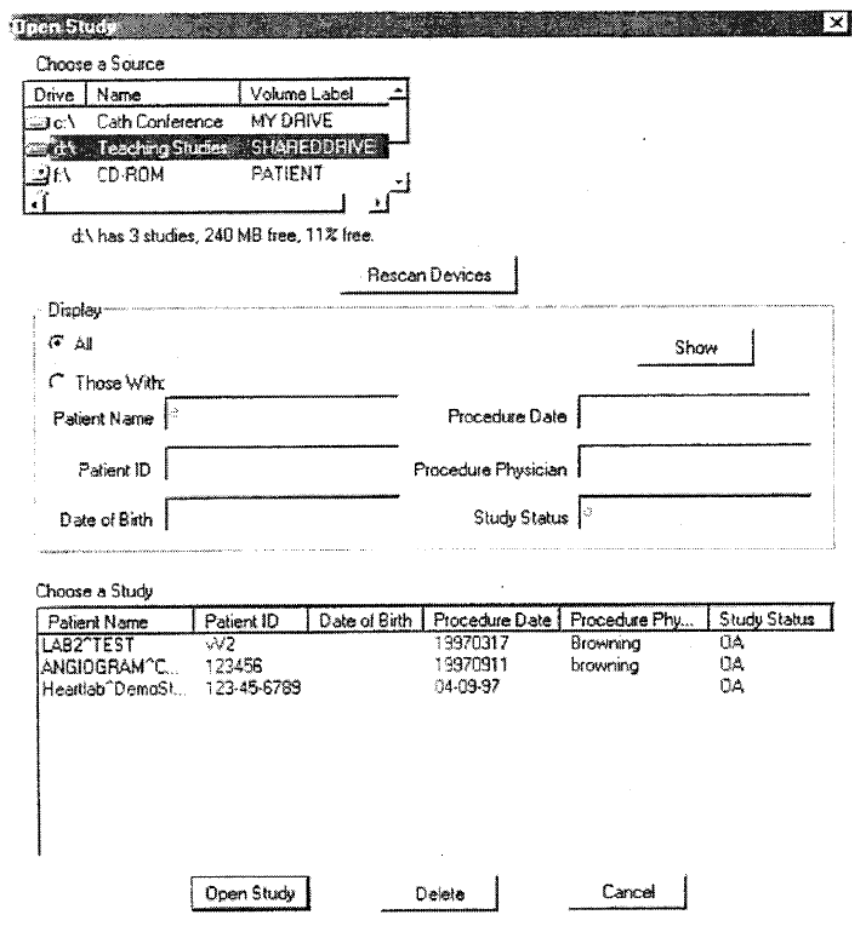 Open Study
Choose a Source
Drive Name Volume Label
c:\ Cath Conference MY DRIVE
d:\ Teaching Studies SHAREDDRIVE
f:\ CD-ROM PATIENT
d:\ has 3 studies, 240 MB free, 11% free.
Rescan Devices
Display
All
Show
Those With:
Patient Name Procedure Date
Patient ID Procedure Physician
Date of Birth Study Status
Choose a Study
Patient Name Patient ID Date of Birth Procedure Date Procedure Phy... Study Status
LAB2^TEST 19970317 Browning OA
ANGIOGRAM^C... 123456 19970911 browning OA
Heartlab^DemoSt... 123-45-6789 04-09-97 OA
Open Study Delete Cancel